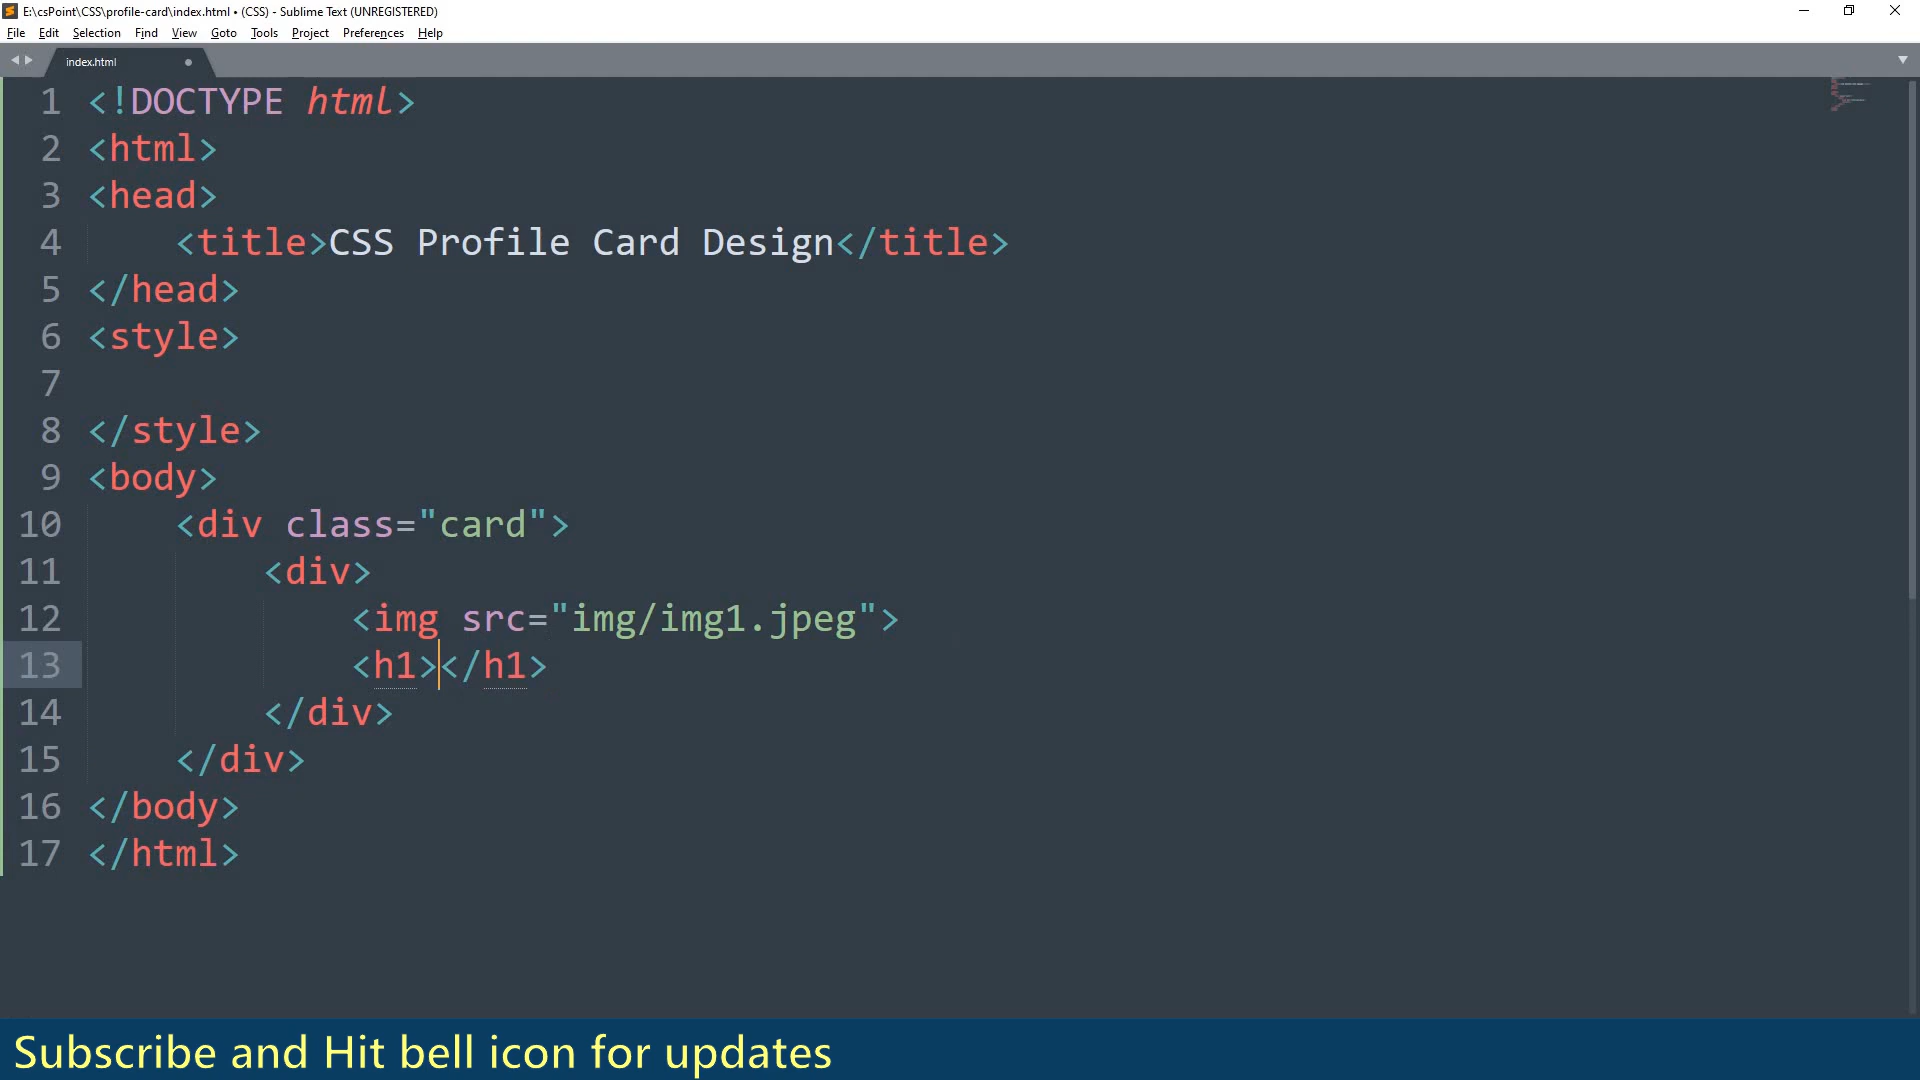 E:\csPoint\CSS\profile-card\index.html • (CSS) - Sublime Text (UNREGISTERED)
File Edit Selection Find View Goto Tools Project Preferences Help
index.html
1 <!DOCTYPE html>
2 <html>
3 <head>
4 <title>CSS Profile Card Design</title>
5 </head>
6 <style>
7
8 </style>
9 <body>
10 <div class="card">
11 <div>
12 <img src="img/img1.jpeg">
13 <h1></h1>
14 </div>
15 </div>
16 </body>
17 </html>
Subscribe and Hit bell icon for updates